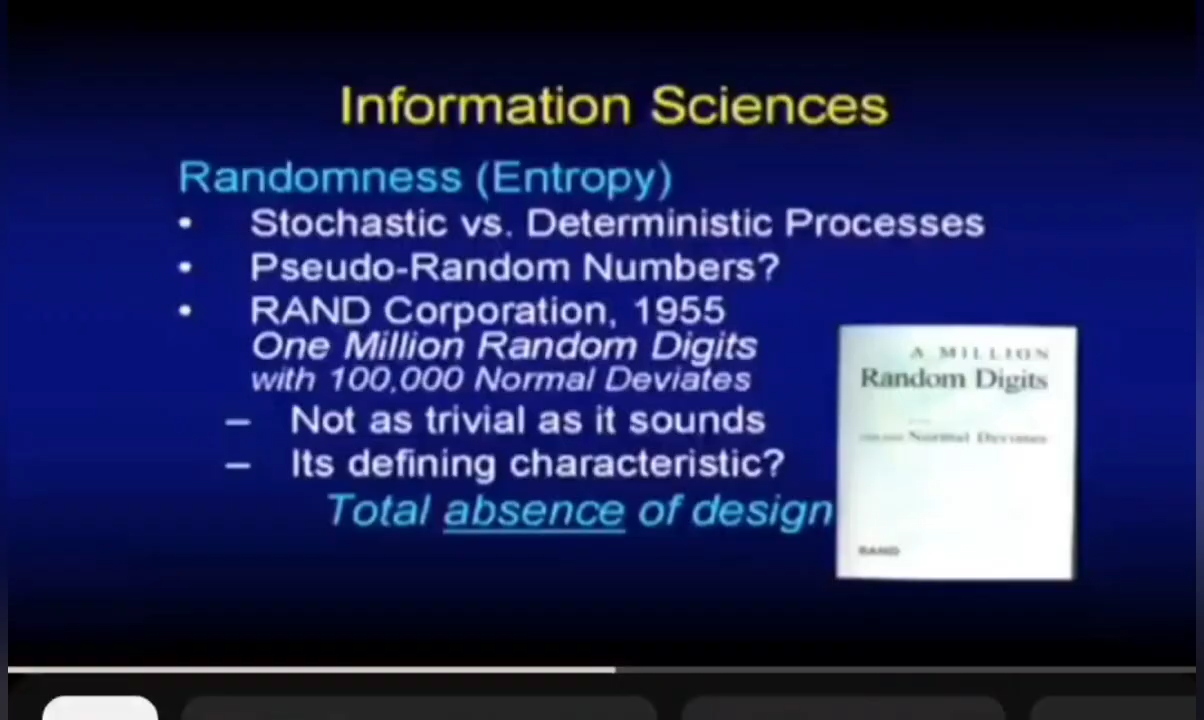 Information Sciences
Randomness (Entropy)
• Stochastic vs. Deterministic Processes
• Pseudo-Random Numbers?
• RAND Corporation, 1955
One Million Random Digits
with 100,000 Normal Deviates
– Not as trivial as it sounds
– Its defining characteristic?
Total absence of design
A MILLION
Random Digits
Normal Deviates
RAND